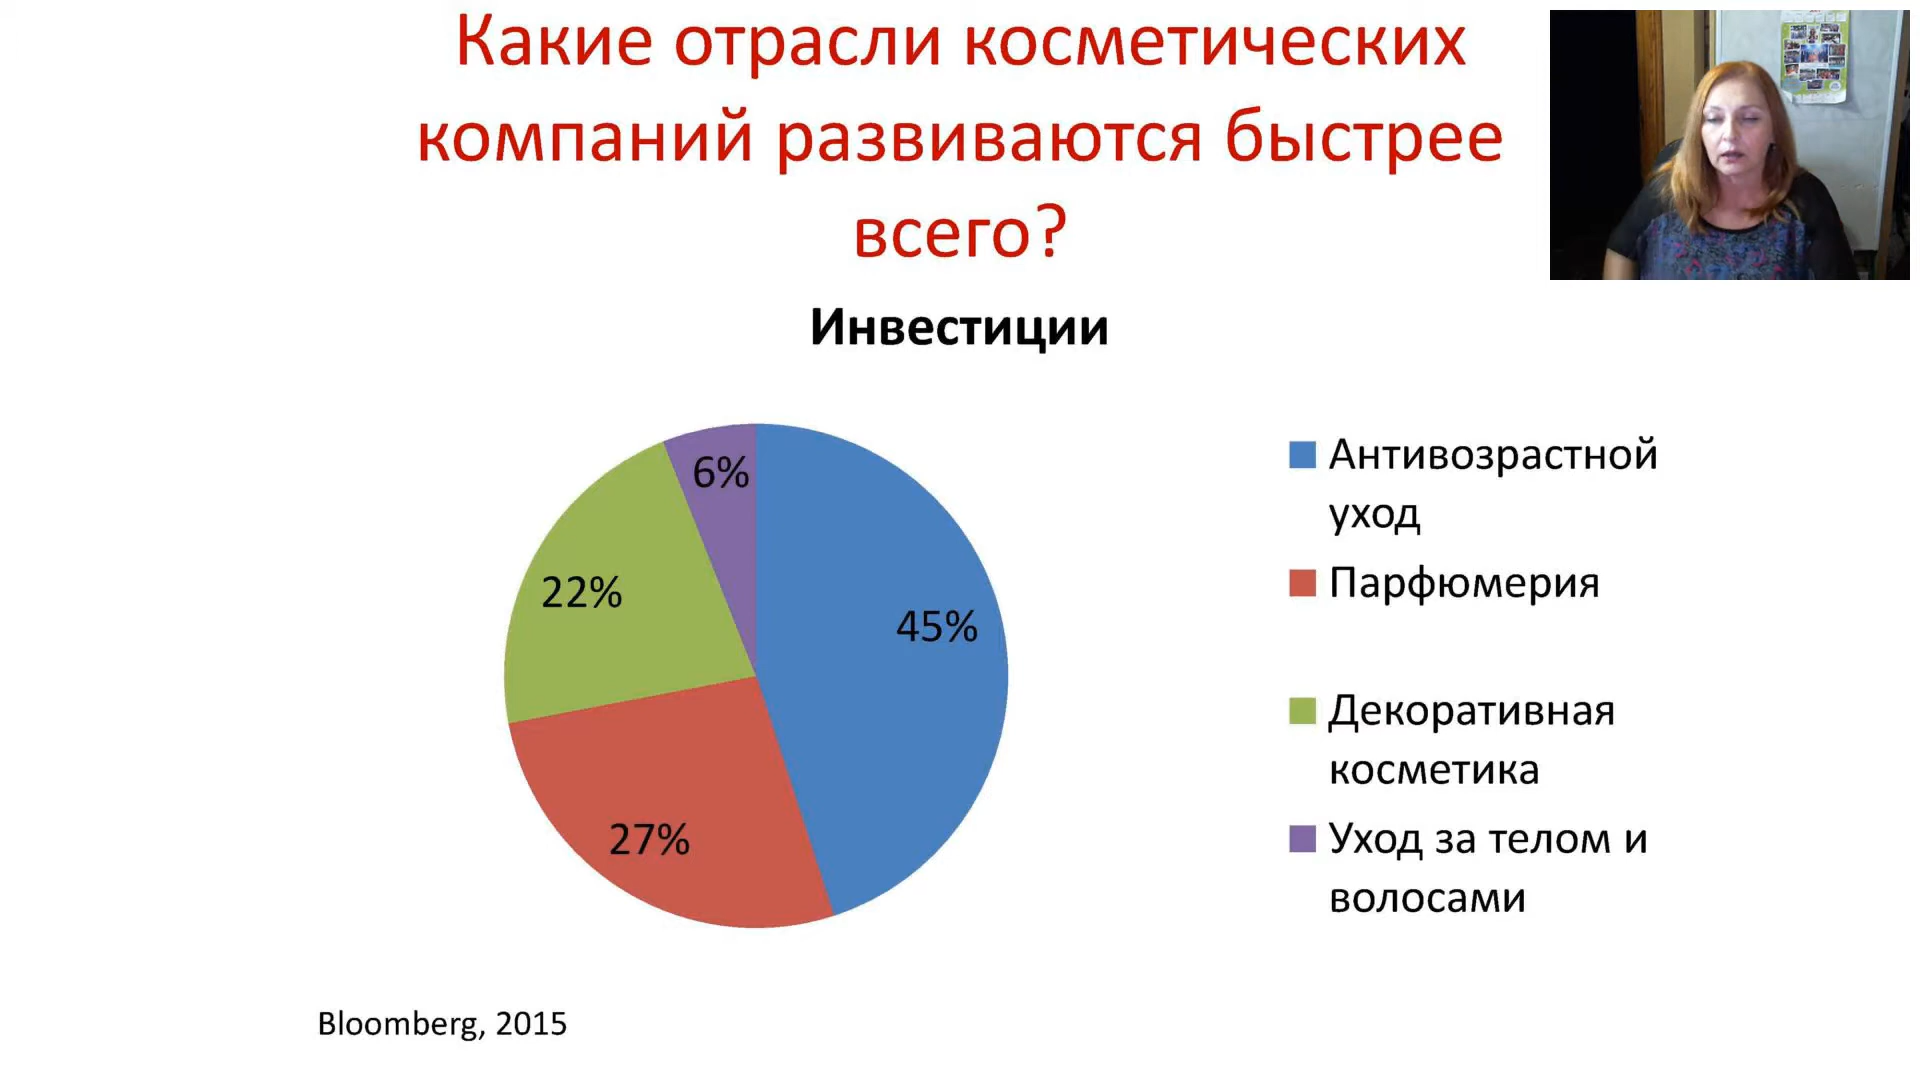 Какие отрасли косметических
компаний развиваются быстрее
всего?
Инвестиции
6%
22%
45%
27%
Антивозрастной
уход
Парфюмерия
Декоративная
косметика
Уход за телом и
волосами
Bloomberg, 2015